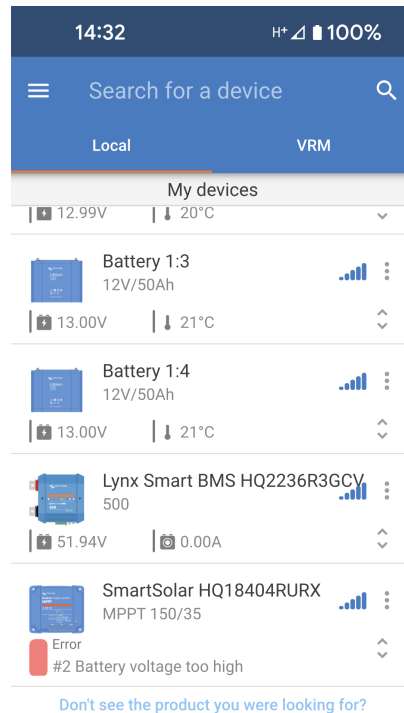 14:32
H+ 100%
Search for a device
Local VRM
My devices
12.99V 20°C
Battery 1:3
12V/50Ah
13.00V 21°C
Battery 1:4
12V/50Ah
13.00V 21°C
Lynx Smart BMS HQ2236R3GCV
500
51.94V 0.00A
SmartSolar HQ18404RURX
MPPT 150/35
Error
#2 Battery voltage too high
Don't see the product you were looking for?